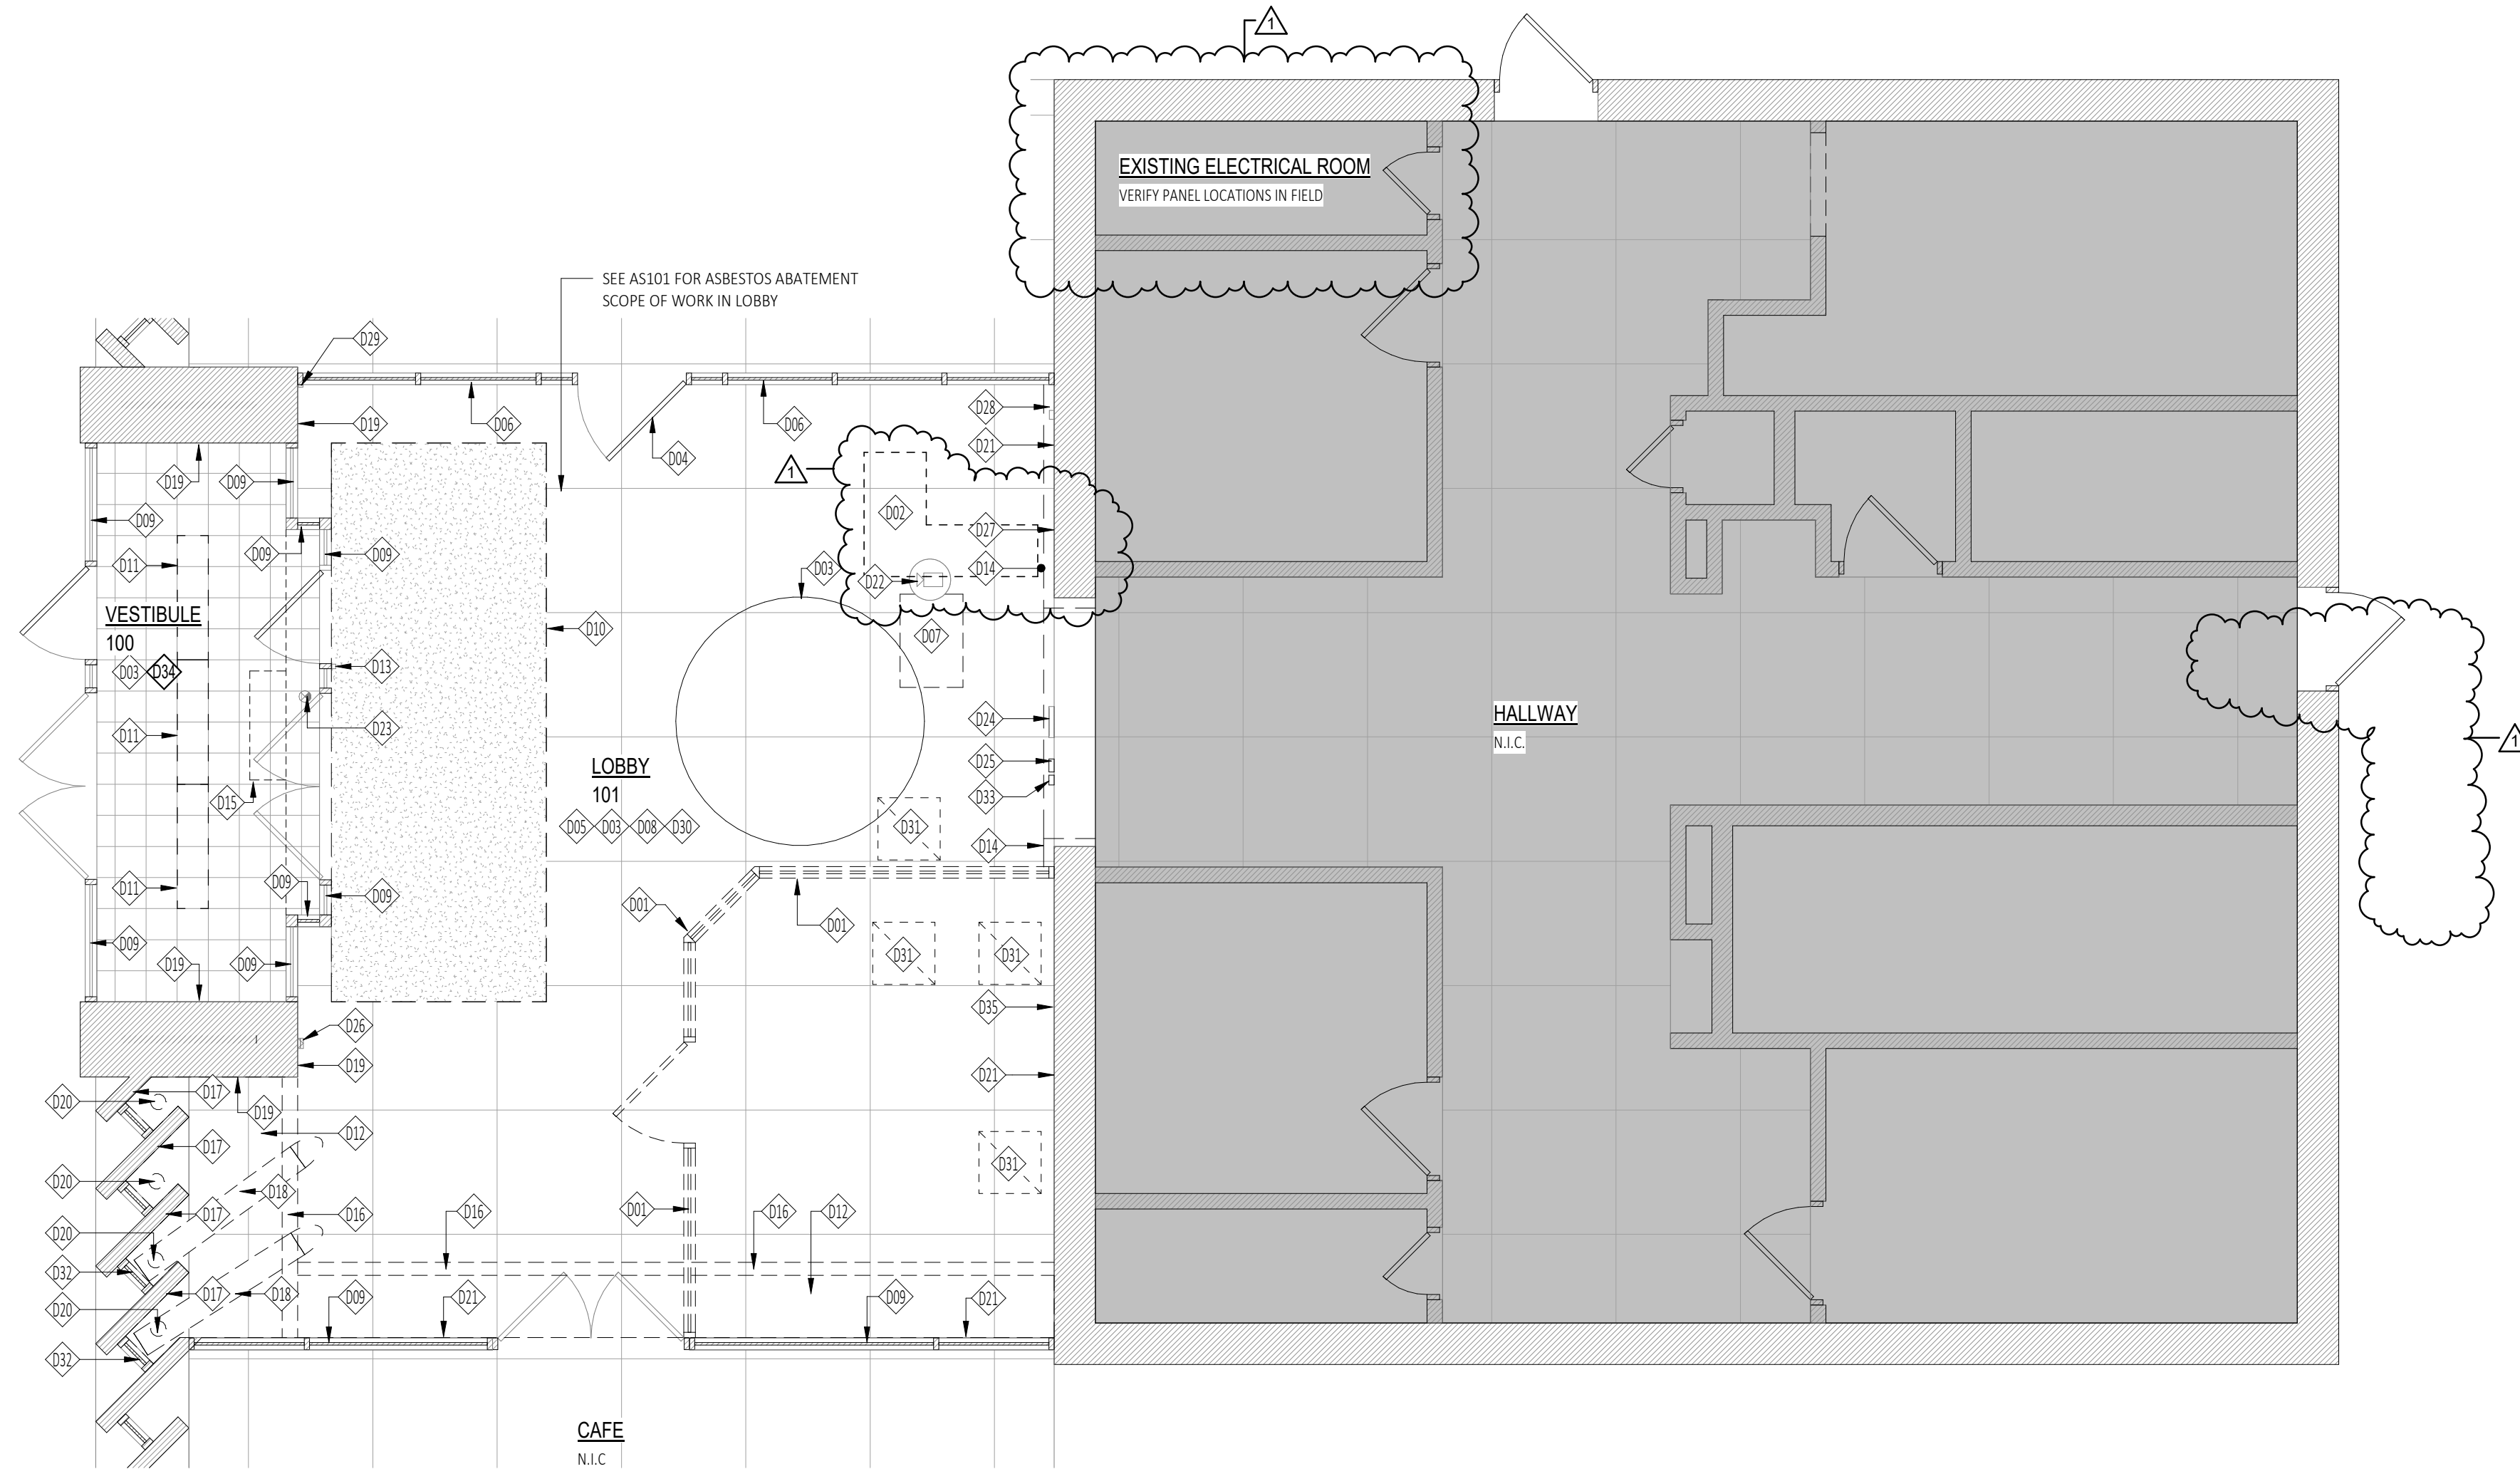 1
EXISTING ELECTRICAL ROOM
VERIFY PANEL LOCATIONS IN FIELD
SEE AS101 FOR ASBESTOS ABATEMENT
SCOPE OF WORK IN LOBBY
D29
D19
D06
D06
D28
D04
D21
1
D19
D09
D09
D02
D27
D09
D09
D11
D03
D22
D14
VESTIBULE
100
D03
D34
D10
D07
D13
D11
D23
D24
HALLWAY
N.I.C.
1
LOBBY
101
D25
D15
D33
D05
D03
D08
D30
D31
D14
D11
D09
D09
D01
D01
D09
D19
D09
D31
D31
D35
D26
D19
D21
D20
D17
D19
D12
D17
D31
D20
D18
D17
D16
D16
D01
D16
D12
D20
D32
D17
D18
D09
D21
D09
D21
D20
D32
CAFE
N.I.C